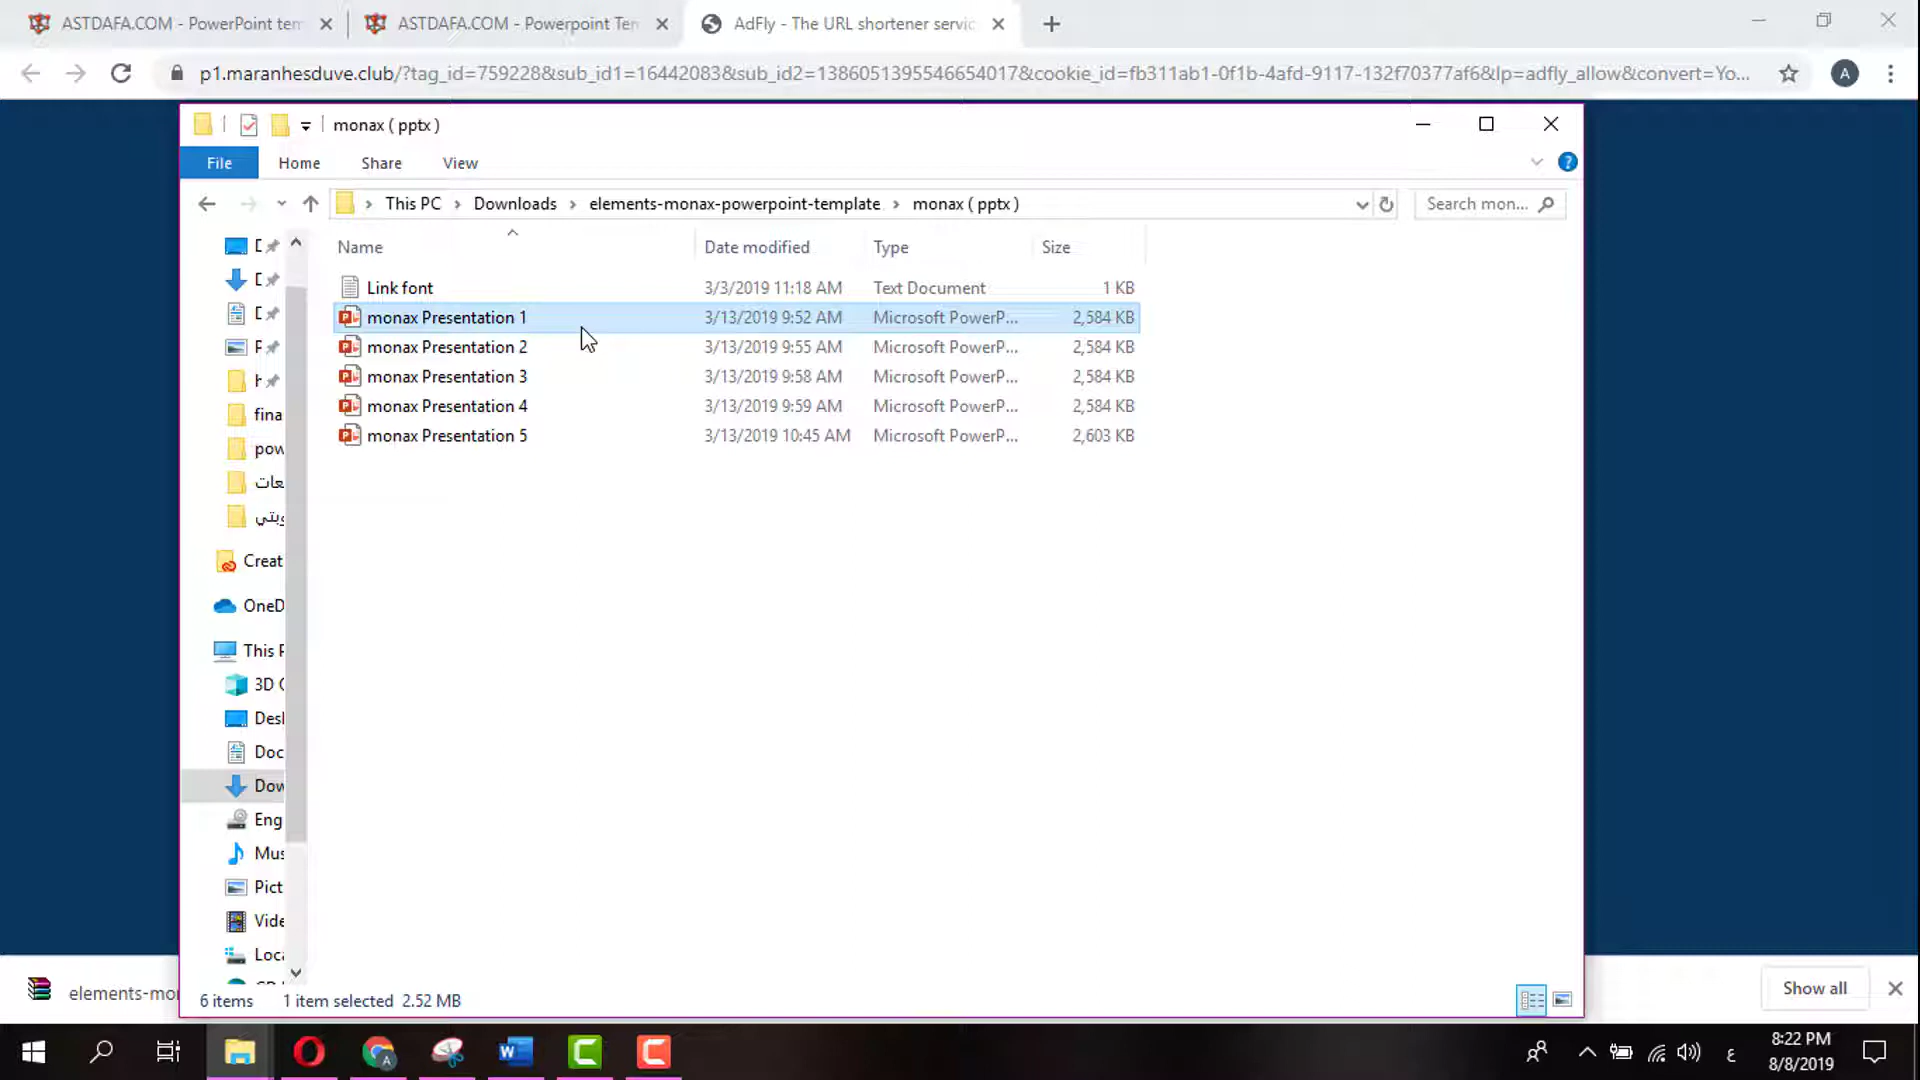 ASTDAFA.COM - PowerPoint tem
ASTDAFA.COM - Powerpoint Ten
AdFly - The URL shortener servic
p1.maranhesduve.club/?tag_id=759228&sub_id1=16442083&sub_id2=1386051395546654017&cookie_id=fb311ab1-0f1b-4afd-9117-132f70377af6&lp=adfly_allow&convert=Yo...
A
monax ( pptx )
File Home Share View
This PC > Downloads > elements-monax-powerpoint-template > monax ( pptx )
Search mon...
Name Date modified Type Size
Link font 3/3/2019 11:18 AM Text Document 1 KB
monax Presentation 1 3/13/2019 9:52 AM Microsoft PowerP... 2,584 KB
monax Presentation 2 3/13/2019 9:55 AM Microsoft PowerP... 2,584 KB
monax Presentation 3 3/13/2019 9:58 AM Microsoft PowerP... 2,584 KB
monax Presentation 4 3/13/2019 9:59 AM Microsoft PowerP... 2,584 KB
monax Presentation 5 3/13/2019 10:45 AM Microsoft PowerP... 2,603 KB
fina
pow
Creat
OneD
This P
3D
Desl
Doc
Dow
Eng
Mus
Pict
Vide
Loca
6 items 1 item selected 2.52 MB
elements-mo
Show all
ع
8:22 PM
8/8/2019